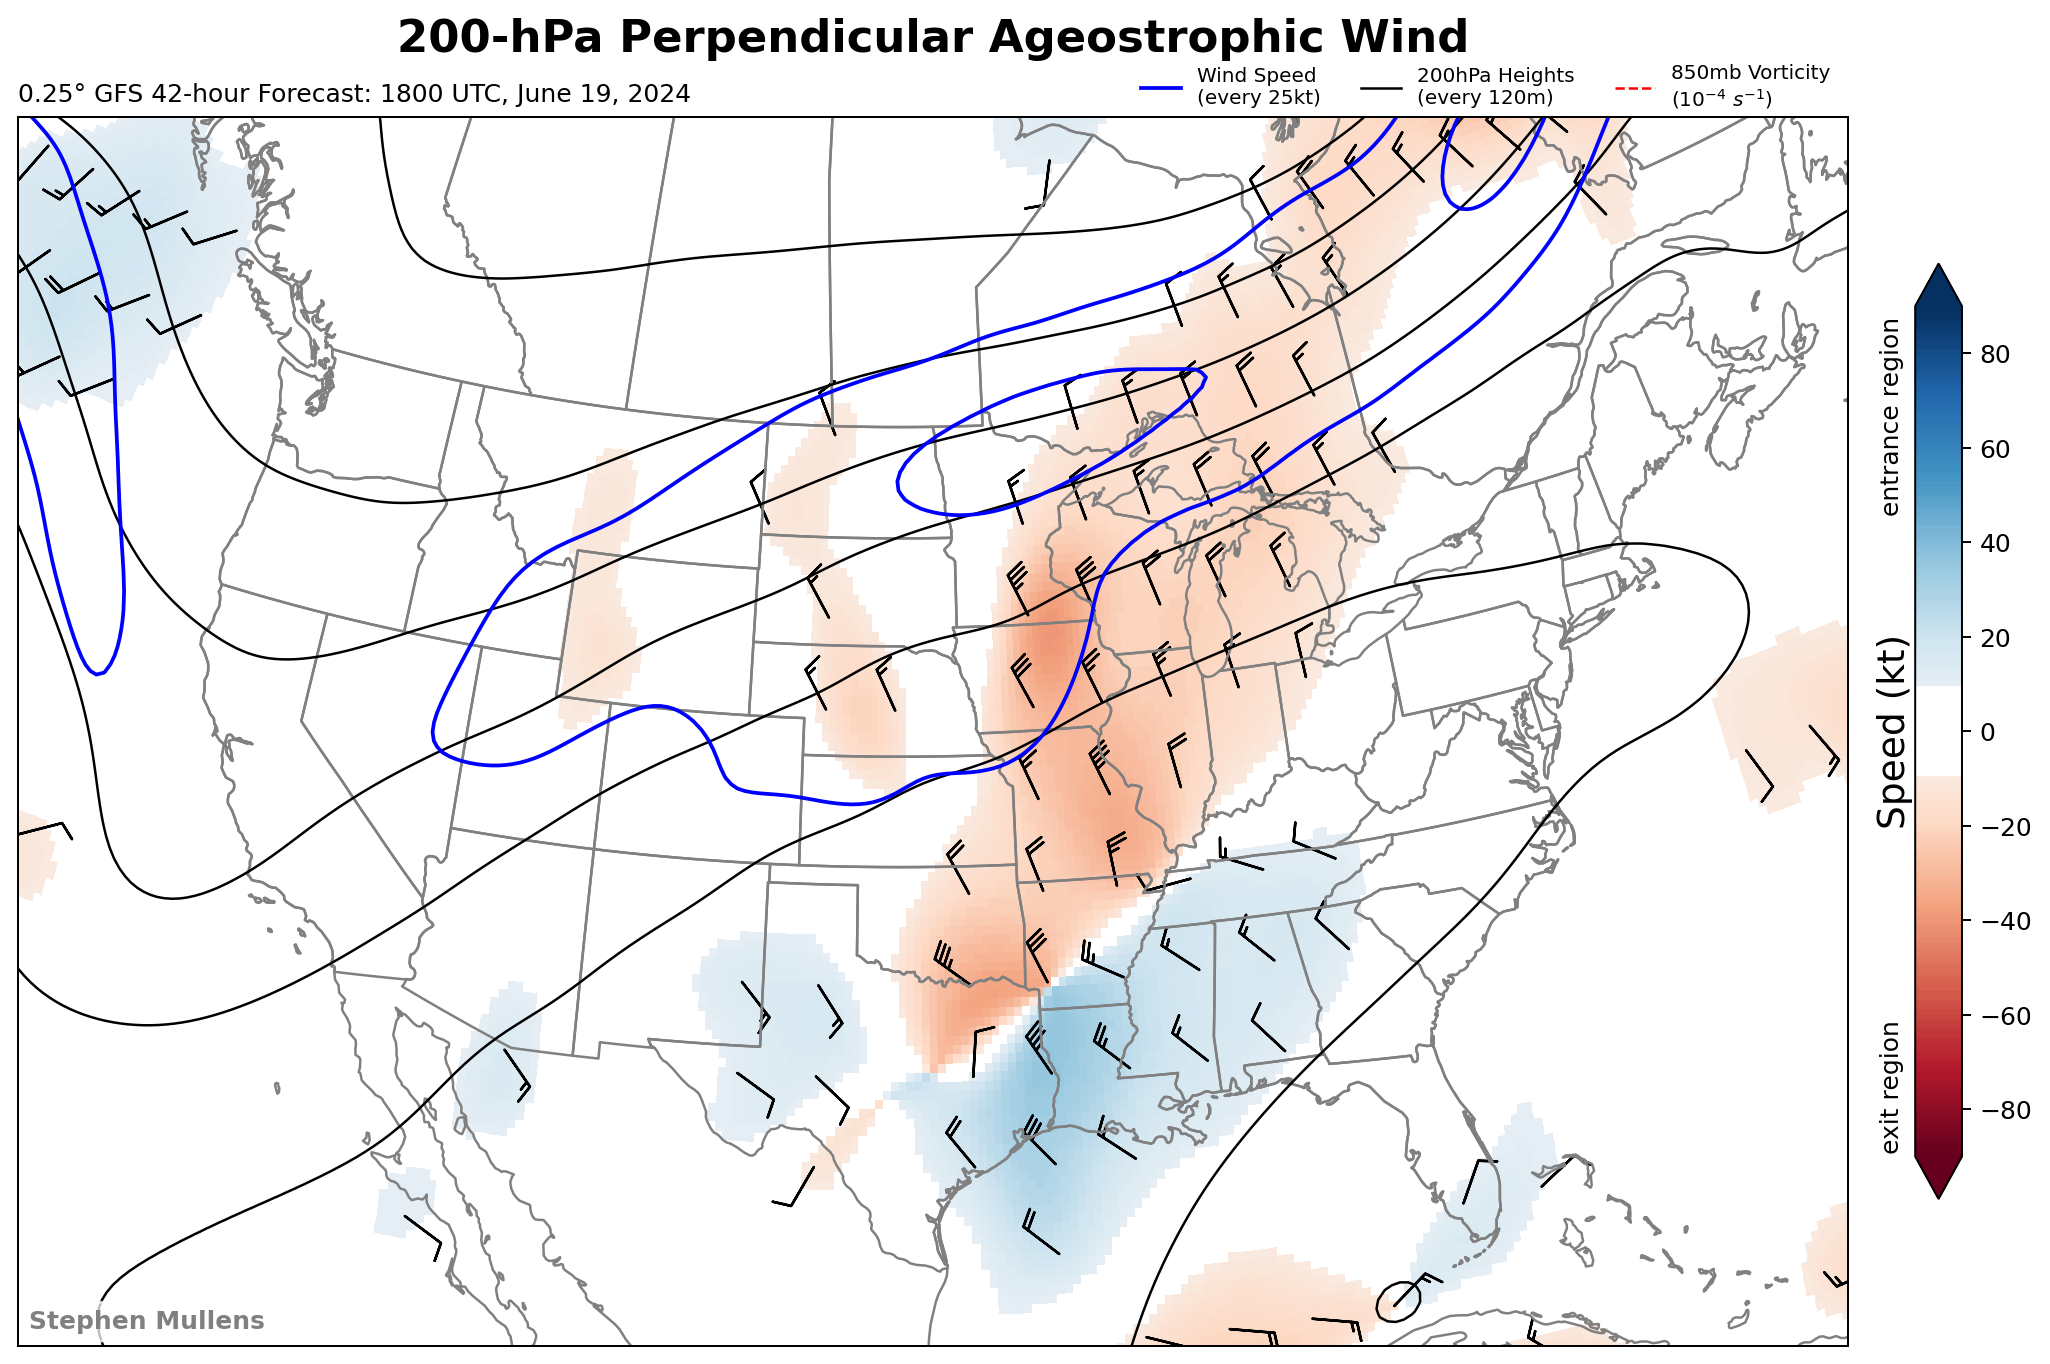 200-hPa Perpendicular Ageostrophic Wind
0.25° GFS 42-hour Forecast: 1800 UTC, June 19, 2024
Wind Speed
(every 25kt)
200hPa Heights
(every 120m)
850mb Vorticity
(10⁻⁴ s⁻¹)
entrance region
Speed (kt)
exit region
80
60
40
20
0
−20
−40
−60
−80
Stephen Mullens